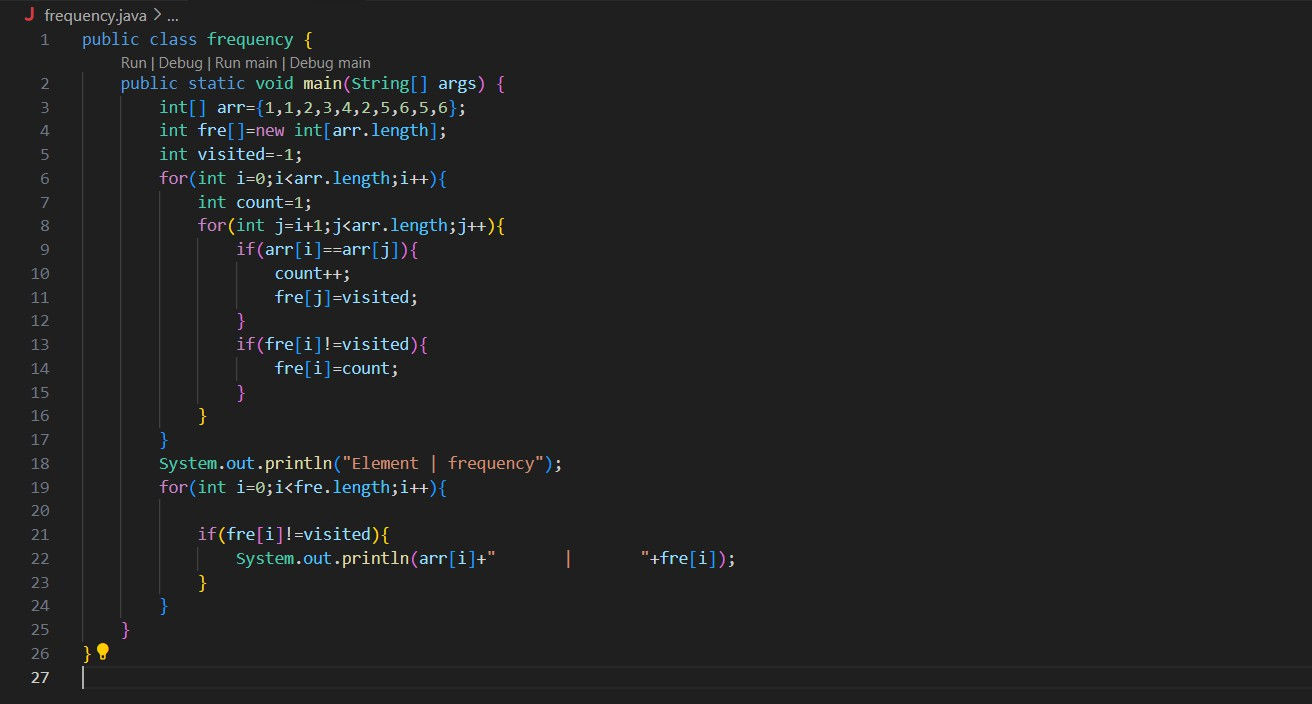 J frequency.java > ...
1 public class frequency {
Run | Debug | Run main | Debug main
2     public static void main(String[] args) {
3         int[] arr={1,1,2,3,4,2,5,6,5,6};
4         int fre[]=new int[arr.length];
5         int visited=-1;
6         for(int i=0;i<arr.length;i++){
7             int count=1;
8             for(int j=i+1;j<arr.length;j++){
9                 if(arr[i]==arr[j]){
10                     count++;
11                     fre[j]=visited;
12                 }
13                 if(fre[i]!=visited){
14                     fre[i]=count;
15                 }
16             }
17         }
18         System.out.println("Element | frequency");
19         for(int i=0;i<fre.length;i++){
20
21             if(fre[i]!=visited){
22                 System.out.println(arr[i]+"       |       "+fre[i]);
23             }
24         }
25     }
26 }
27